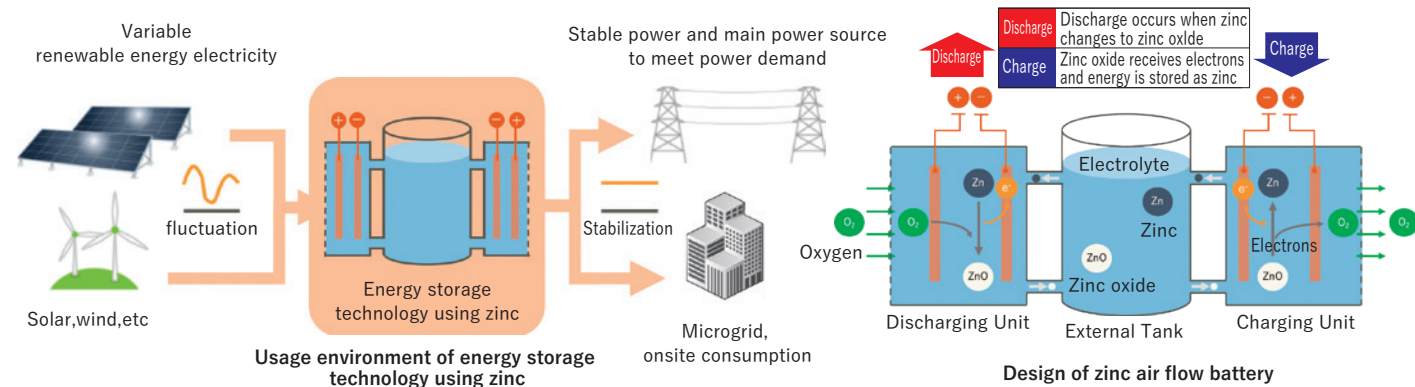 Variable
renewable energy electricity
fluctuation
Solar,wind,etc
+ −
− +
Energy storage
technology using zinc
Usage environment of energy storage
technology using zinc
Stable power and main power source
to meet power demand
Stabilization
Microgrid,
onsite consumption
Discharge
Discharge Discharge occurs when zinc
changes to zinc oxIde
Charge Zinc oxide receives electrons
and energy is stored as zinc
Charge
+ −
− +
O₂
Oxygen
O₂
Zn
e⁻
ZnO
Discharging Unit
Electrolyte
Zn
Zinc
ZnO
Zinc oxide
External Tank
e⁻
Zn
Electrons
ZnO
O₂
O₂
Charging Unit
Design of zinc air flow battery